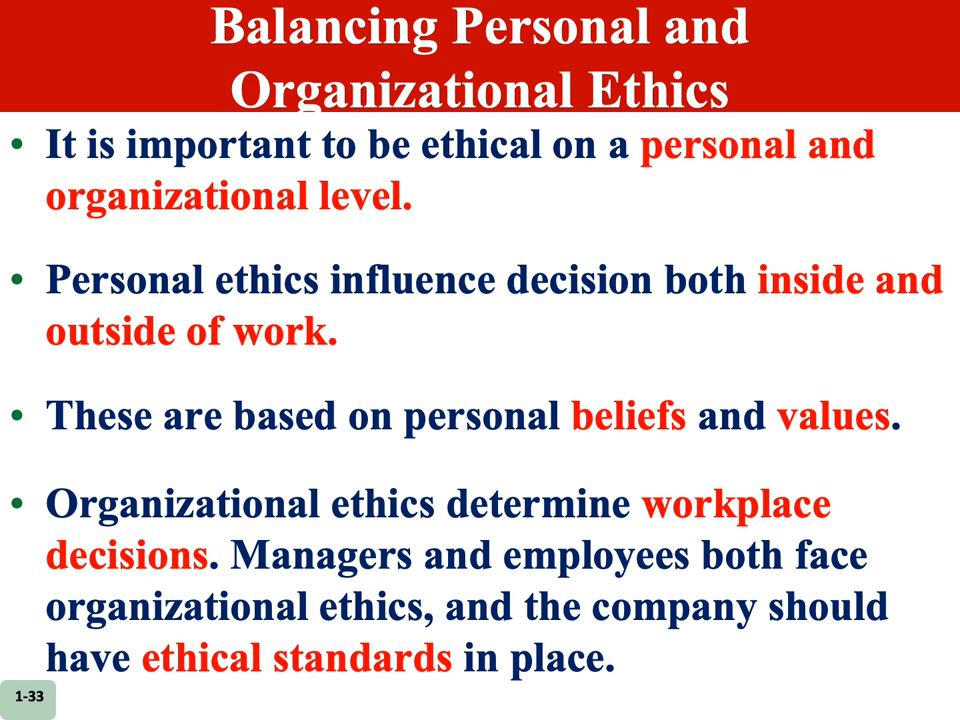 Balancing Personal and
Organizational Ethics
• It is important to be ethical on a personal and
organizational level.
• Personal ethics influence decision both inside and
outside of work.
• These are based on personal beliefs and values.
• Organizational ethics determine workplace
decisions. Managers and employees both face
organizational ethics, and the company should
have ethical standards in place.
1-33